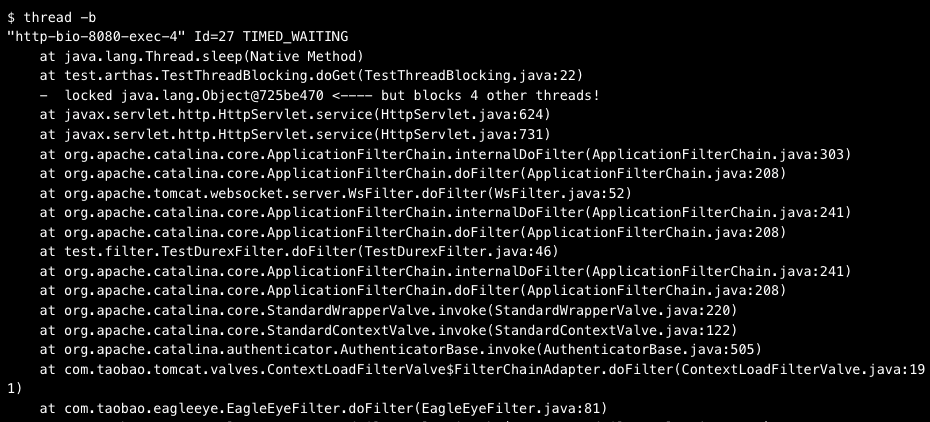 $ thread -b
"http-bio-8080-exec-4" Id=27 TIMED_WAITING
    at java.lang.Thread.sleep(Native Method)
    at test.arthas.TestThreadBlocking.doGet(TestThreadBlocking.java:22)
    -  locked java.lang.Object@725be470 <---- but blocks 4 other threads!
    at javax.servlet.http.HttpServlet.service(HttpServlet.java:624)
    at javax.servlet.http.HttpServlet.service(HttpServlet.java:731)
    at org.apache.catalina.core.ApplicationFilterChain.internalDoFilter(ApplicationFilterChain.java:303)
    at org.apache.catalina.core.ApplicationFilterChain.doFilter(ApplicationFilterChain.java:208)
    at org.apache.tomcat.websocket.server.WsFilter.doFilter(WsFilter.java:52)
    at org.apache.catalina.core.ApplicationFilterChain.internalDoFilter(ApplicationFilterChain.java:241)
    at org.apache.catalina.core.ApplicationFilterChain.doFilter(ApplicationFilterChain.java:208)
    at test.filter.TestDurexFilter.doFilter(TestDurexFilter.java:46)
    at org.apache.catalina.core.ApplicationFilterChain.internalDoFilter(ApplicationFilterChain.java:241)
    at org.apache.catalina.core.ApplicationFilterChain.doFilter(ApplicationFilterChain.java:208)
    at org.apache.catalina.core.StandardWrapperValve.invoke(StandardWrapperValve.java:220)
    at org.apache.catalina.core.StandardContextValve.invoke(StandardContextValve.java:122)
    at org.apache.catalina.authenticator.AuthenticatorBase.invoke(AuthenticatorBase.java:505)
    at com.taobao.tomcat.valves.ContextLoadFilterValve$FilterChainAdapter.doFilter(ContextLoadFilterValve.java:19
1)
    at com.taobao.eagleeye.EagleEyeFilter.doFilter(EagleEyeFilter.java:81)